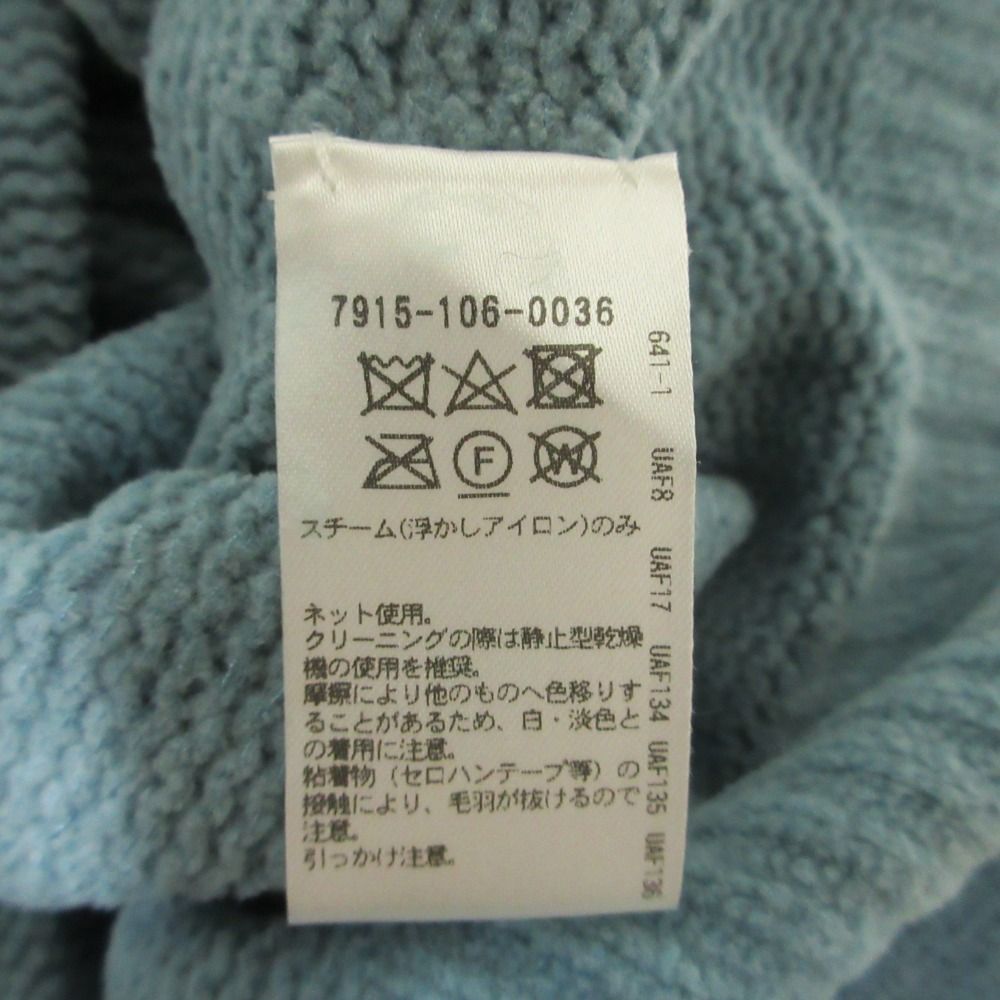 7915-106-0036
F
W
スチーム(浮かしアイロン)のみ
ネット使用。
クリーニングの際は静止型乾燥
機の使用を推奨。
摩擦により他のものへ色移りす
ることがあるため、白・淡色と
の着用に注意。
粘着物(セロハンテープ等)の
接触により、毛羽が抜けるので
注意。
引っかけ注意。
641-1 UAF8 UAF17 UAF134 UAF135 UAF136